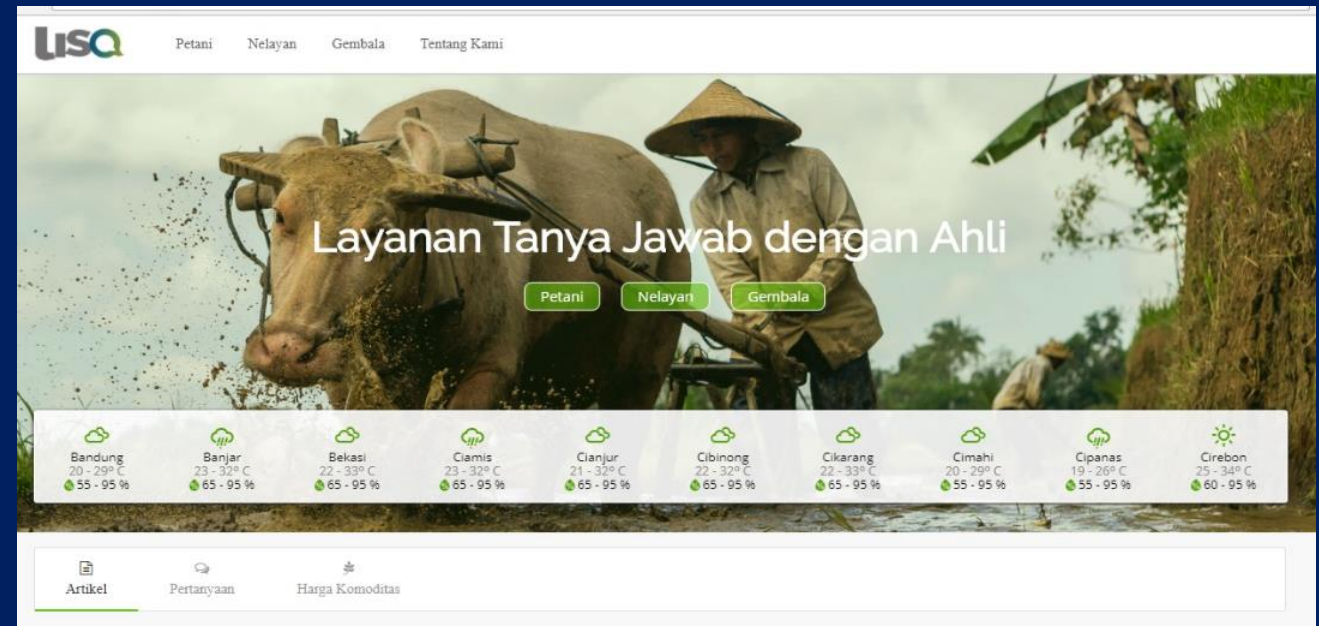 LISQ
Petani Nelayan Gembala Tentang Kami
Layanan Tanya Jawab dengan Ahli
Petani Nelayan Gembala
Bandung Banjar Bekasi Ciamis Cianjur Cibinong Cikarang Cimahi Cipanas Cirebon
20 - 29° C 23 - 32° C 22 - 33° C 23 - 32° C 21 - 32° C 22 - 32° C 22 - 33° C 20 - 29° C 19 - 26° C 25 - 34° C
55 - 95 % 65 - 95 % 65 - 95 % 65 - 95 % 65 - 95 % 65 - 95 % 65 - 95 % 55 - 95 % 55 - 95 % 60 - 95 %
Artikel Pertanyaan Harga Komoditas